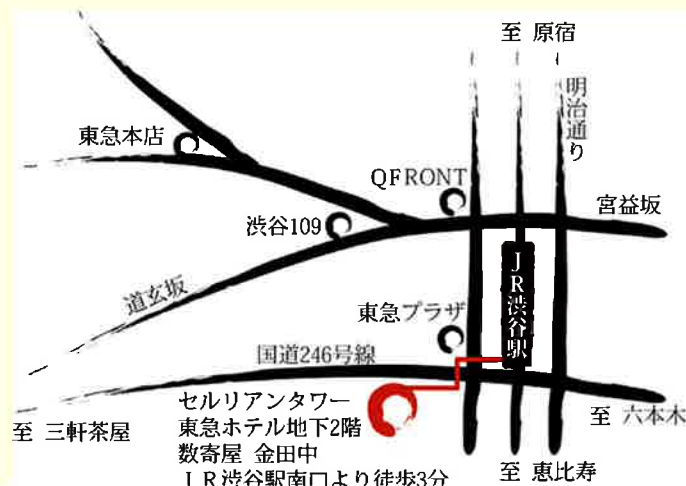 至 原宿
明治通り
東急本店
QFRONT
宮益坂
渋谷109
JR渋谷駅
道玄坂
東急プラザ
国道246号線
セルリアンタワー
東急ホテル地下2階
数寄屋 金田中
JR渋谷駅南口より徒歩3分
至 三軒茶屋
至 六本木
至 恵比寿